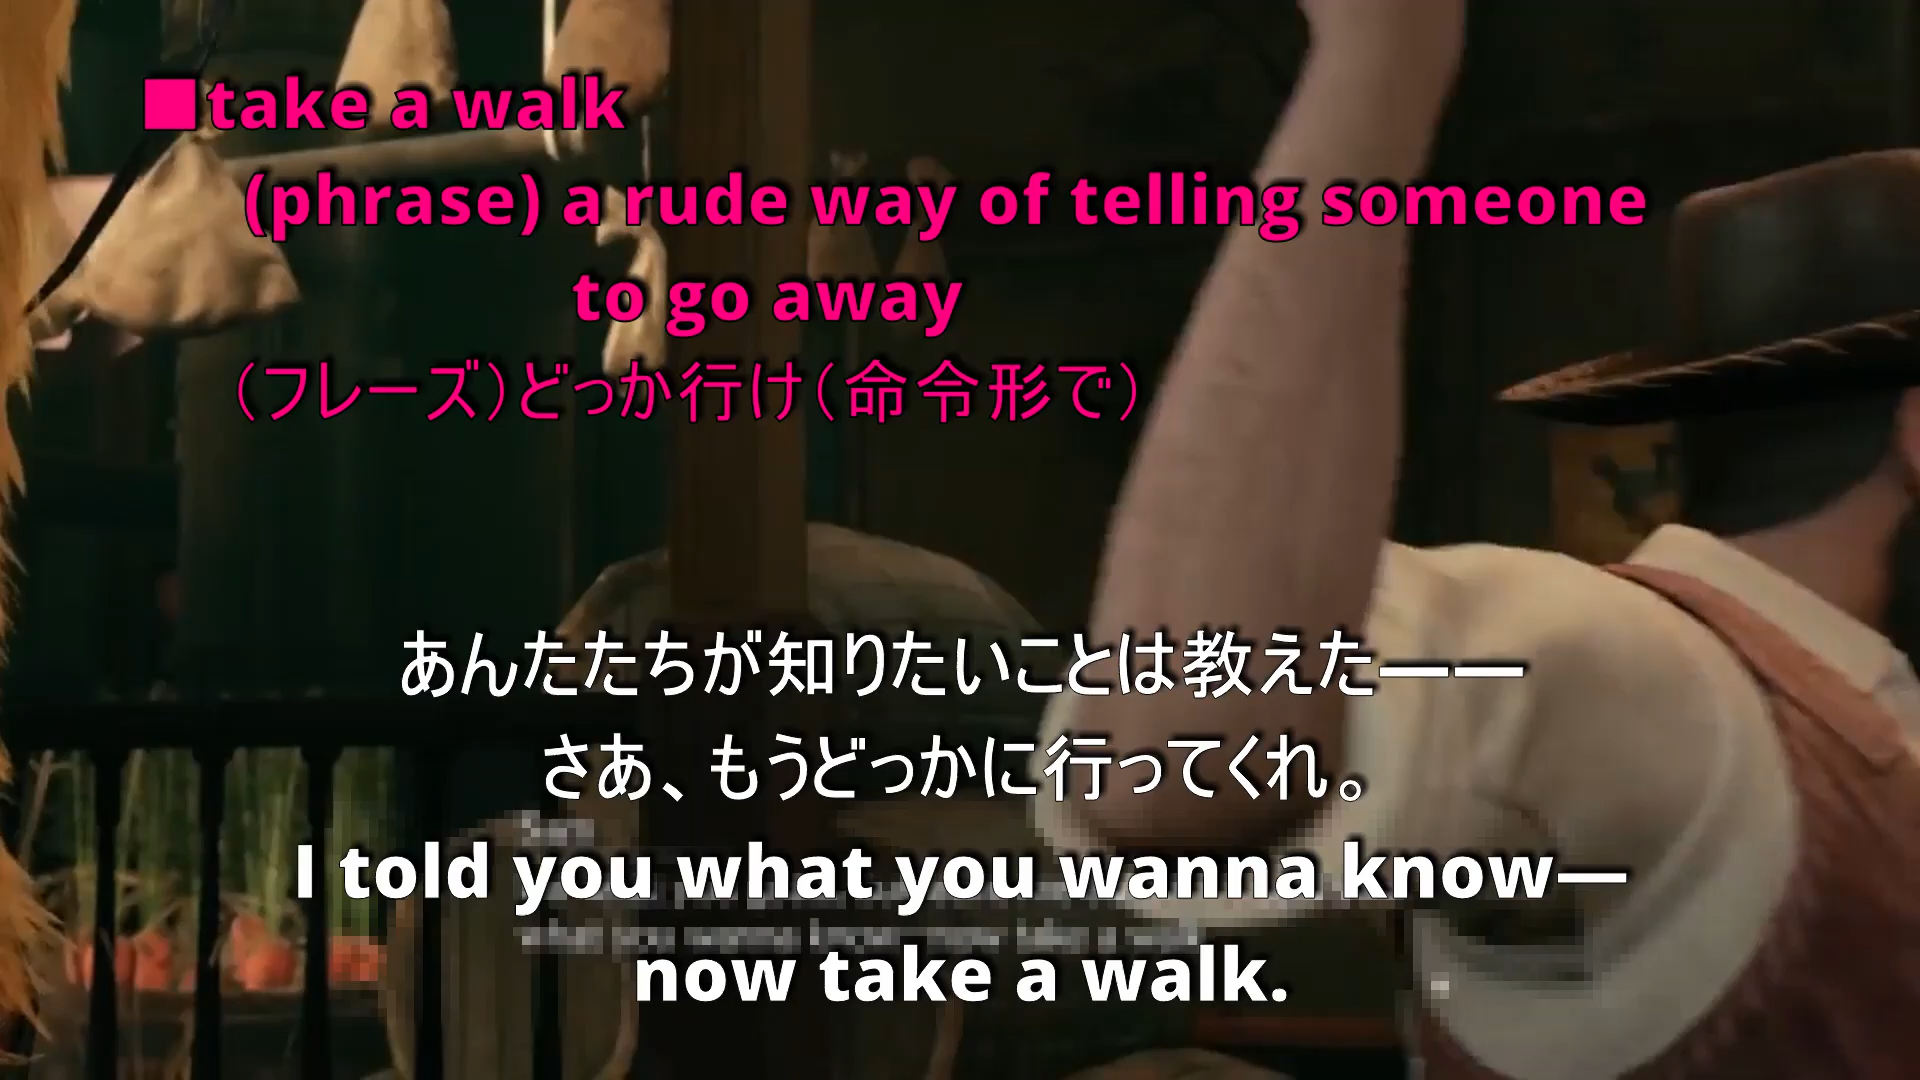 ■take a walk
(phrase) a rude way of telling someone
to go away
（フレーズ）どっか行け（命令形で）
あんたたちが知りたいことは教えた――
さあ、もうどっかに行ってくれ。
I told you what you wanna know—
now take a walk.